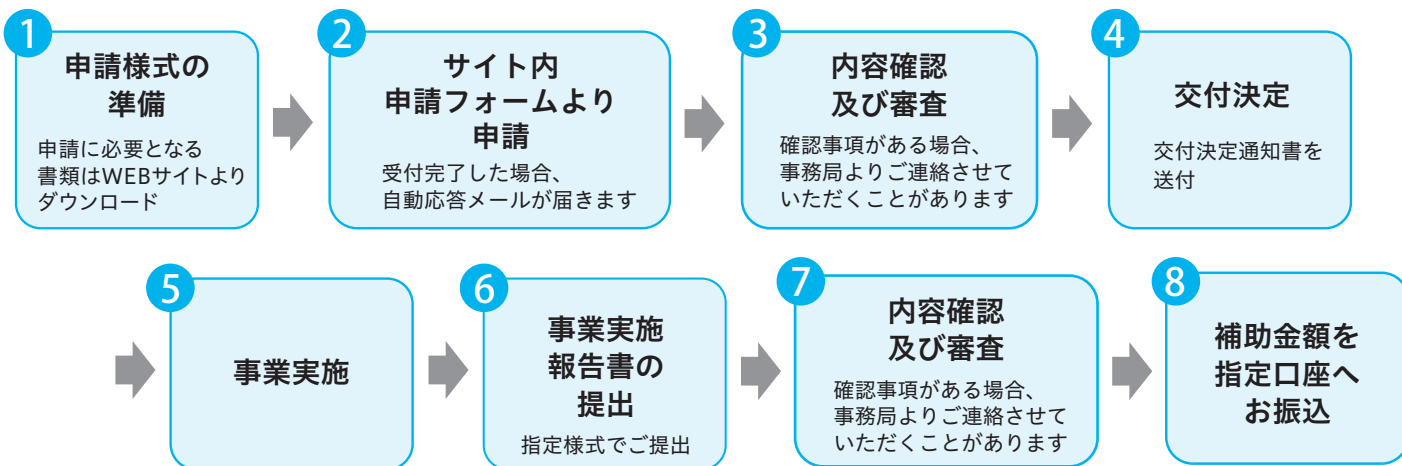 1
申請様式の
準備
申請に必要となる
書類はWEBサイトより
ダウンロード
2
サイト内
申請フォームより
申請
受付完了した場合、
自動応答メールが届きます
3
内容確認
及び審査
確認事項がある場合、
事務局よりご連絡させて
いただくことがあります
4
交付決定
交付決定通知書を
送付
5
事業実施
6
事業実施
報告書の
提出
指定様式でご提出
7
内容確認
及び審査
確認事項がある場合、
事務局よりご連絡させて
いただくことがあります
8
補助金額を
指定口座へ
お振込